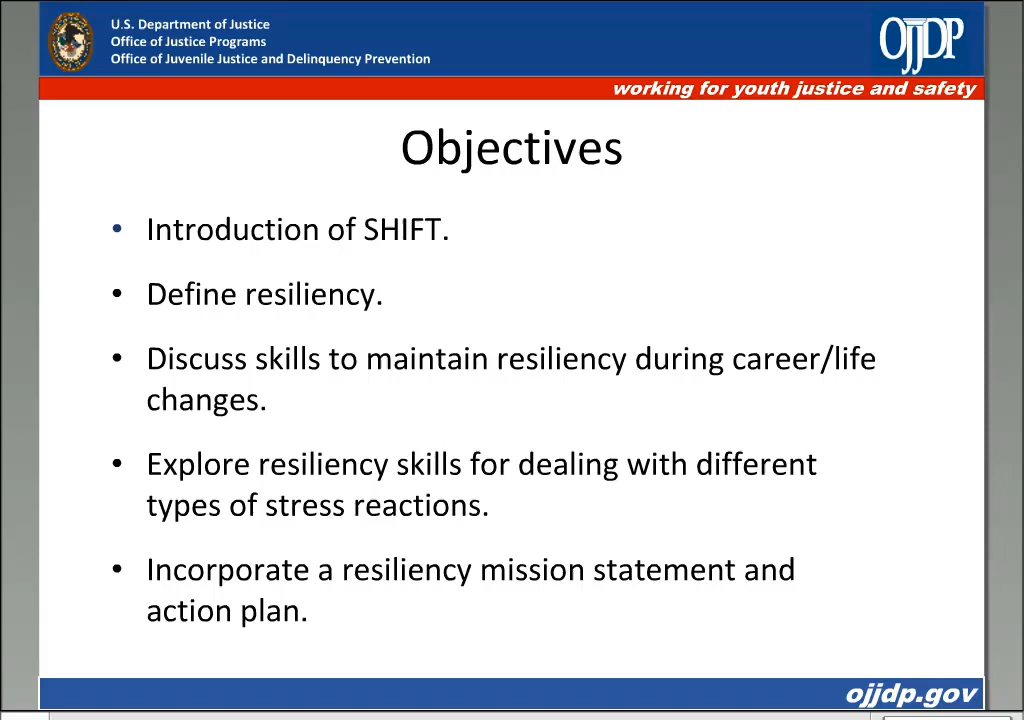 U.S. Department of Justice
Office of Justice Programs
Office of Juvenile Justice and Delinquency Prevention
OJJDP
working for youth justice and safety
Objectives
• Introduction of SHIFT.
• Define resiliency.
• Discuss skills to maintain resiliency during career/life
changes.
• Explore resiliency skills for dealing with different
types of stress reactions.
• Incorporate a resiliency mission statement and
action plan.
ojjdp.gov